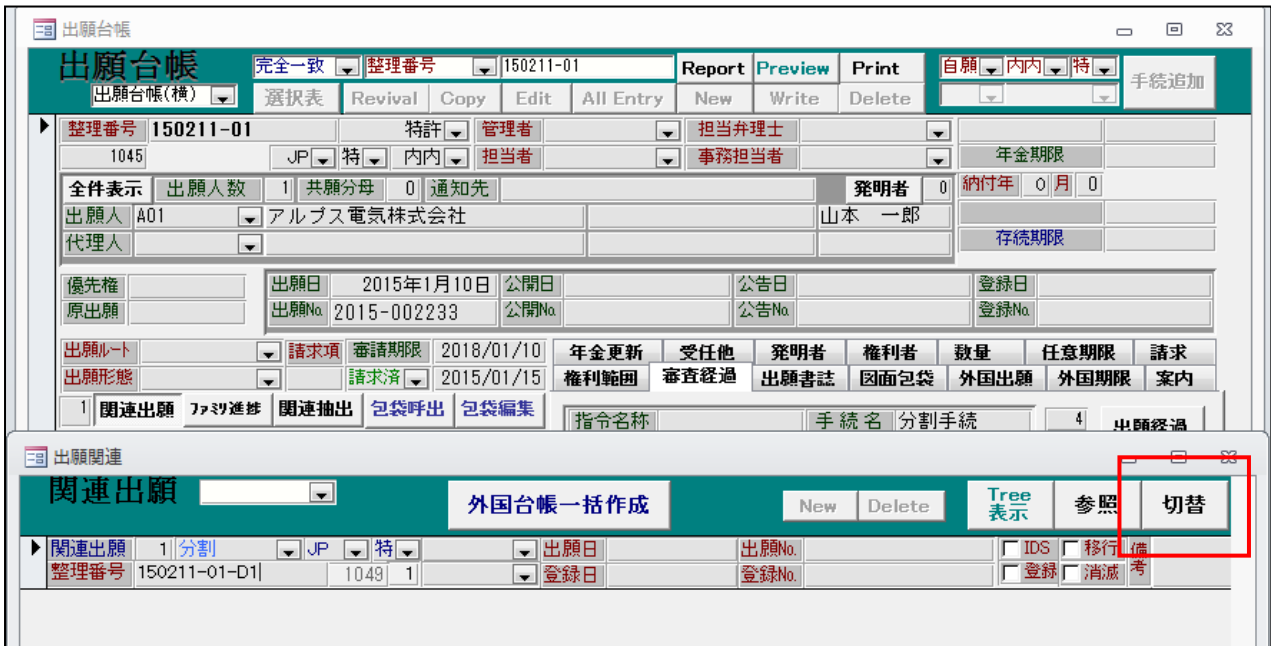 出願台帳
出願台帳 完全一致 整理番号 150211-01 Report Preview Print 自願 内内 特 手続追加
出願台帳(横) 選択表 Revival Copy Edit All Entry New Write Delete
整理番号 150211-01 特許 管理者 担当弁理士
1045 JP 特 内内 担当者 事務担当者 年金期限
全件表示 出願人数 1 共願分母 0 通知先 発明者 0 納付年 0 月 0
出願人 A01 アルプス電気株式会社 山本 一郎
代理人 存続期限
優先権 出願日 2015年1月10日 公開日 公告日 登録日
原出願 出願No. 2015-002233 公開No. 公告No. 登録No.
出願ルート 請求項 審請期限 2018/01/10 年金更新 受任他 発明者 権利者 数量 任意期限 請求
出願形態 請求済 2015/01/15 権利範囲 審査経過 出願書誌 図面包袋 外国出願 外国期限 案内
1 関連出願 ファミリ進捗 関連抽出 包袋呼出 包袋編集 指令名称 手続名 分割手続 4 出願経過
出願関連
関連出願 外国台帳一括作成 New Delete Tree表示 参照 切替
関連出願 1 分割 JP 特 出願日 出願No. IDS 移行 備考
整理番号 150211-01-D1 1049 1 登録日 登録No. 登録 消滅